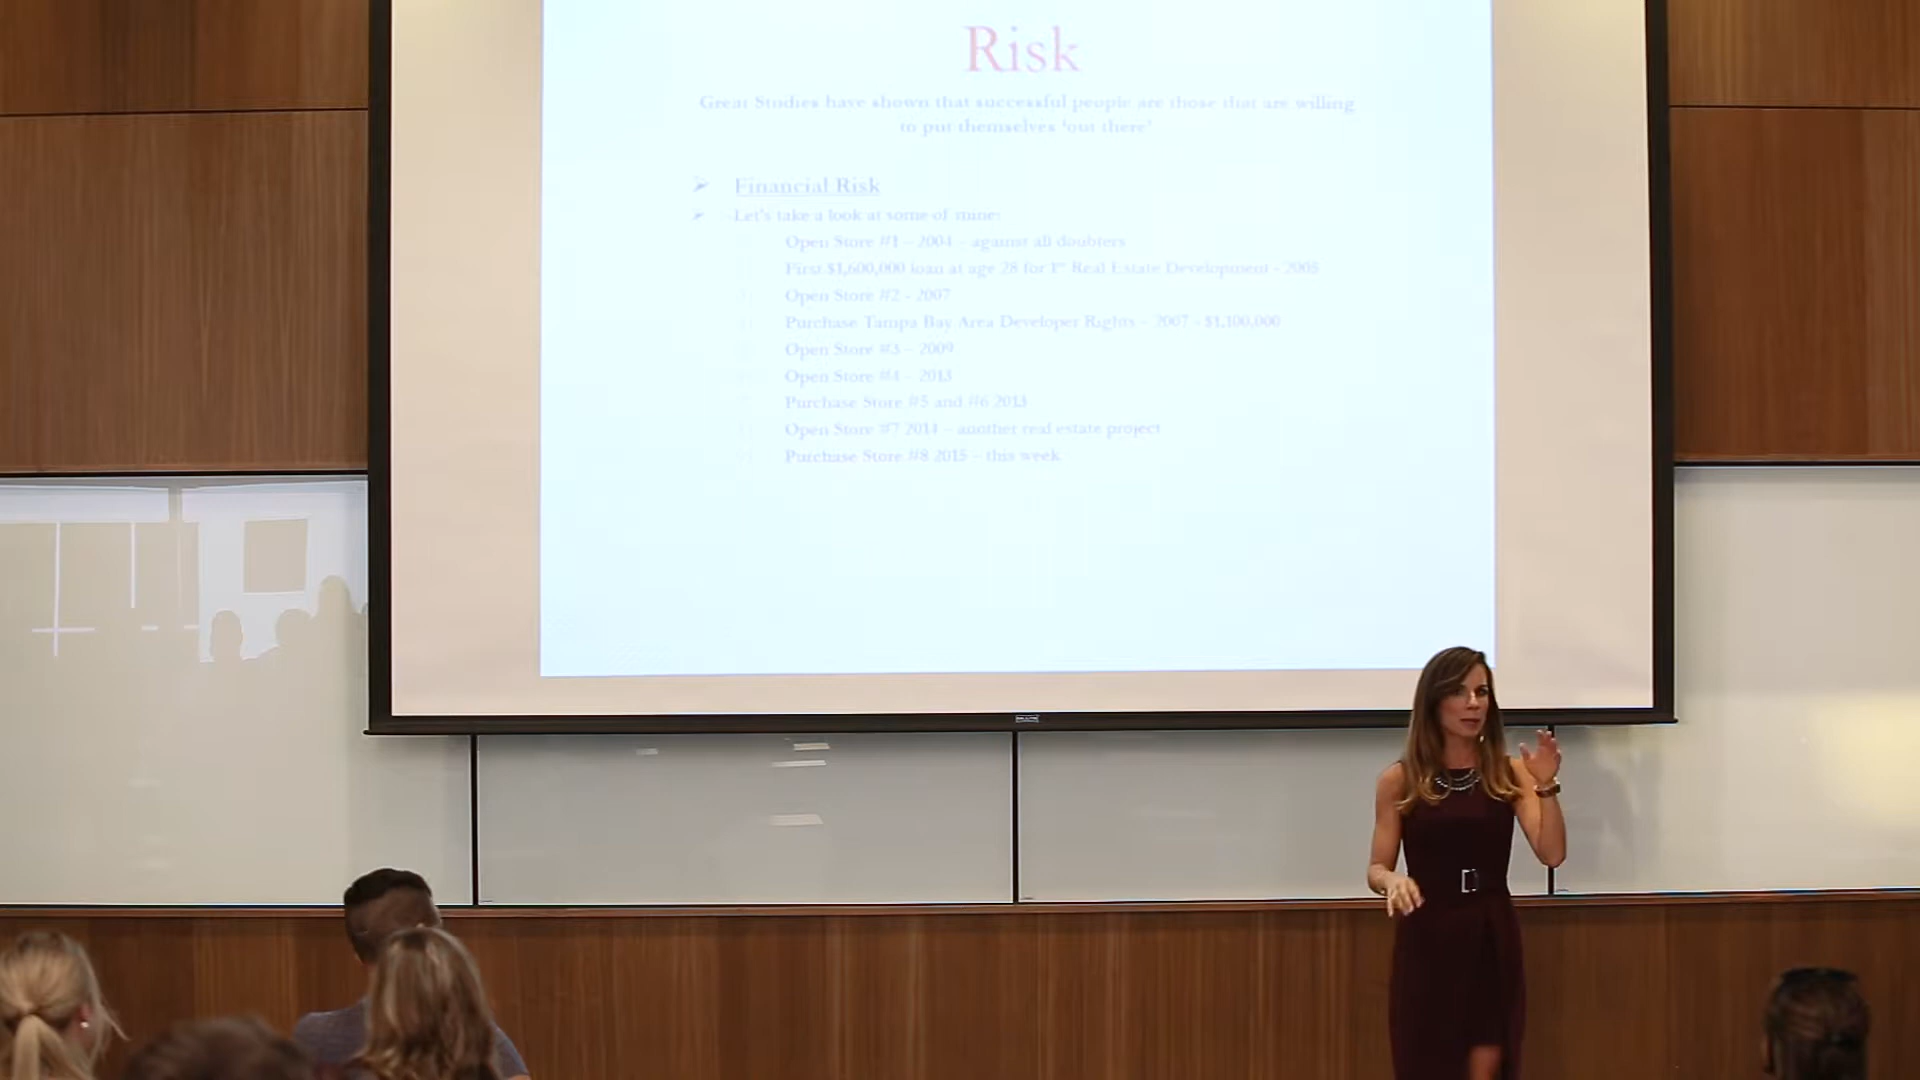 Risk
Great Studies have shown that successful people are those that are willing
to put themselves 'out there'
➤ Financial Risk
➤ Let's take a look at some of mine:
Open Store #1 – 2004 – against all doubters
First $1,600,000 loan at age 28 for 1st Real Estate Development - 2005
Open Store #2 - 2007
Purchase Tampa Bay Area Developer Rights – 2007 - $1,100,000
Open Store #3 – 2009
Open Store #4 – 2013
Purchase Store #5 and #6 2013
Open Store #7 2014 – another real estate project
Purchase Store #8 2015 – this week